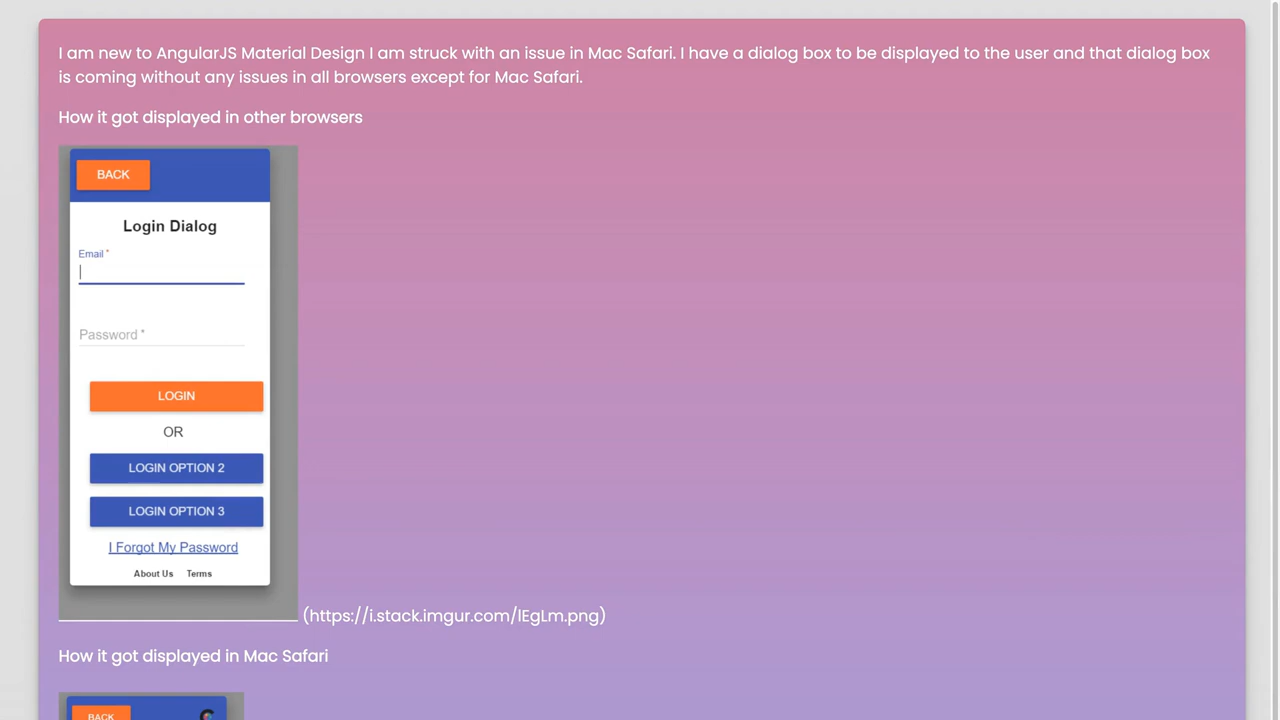 I am new to AngularJS Material Design I am struck with an issue in Mac Safari. I have a dialog box to be displayed to the user and that dialog box
is coming without any issues in all browsers except for Mac Safari.
How it got displayed in other browsers
BACK
Login Dialog
Email *
Password *
LOGIN
OR
LOGIN OPTION 2
LOGIN OPTION 3
I Forgot My Password
About Us Terms
(https://i.stack.imgur.com/lEgLm.png)
How it got displayed in Mac Safari
BACK